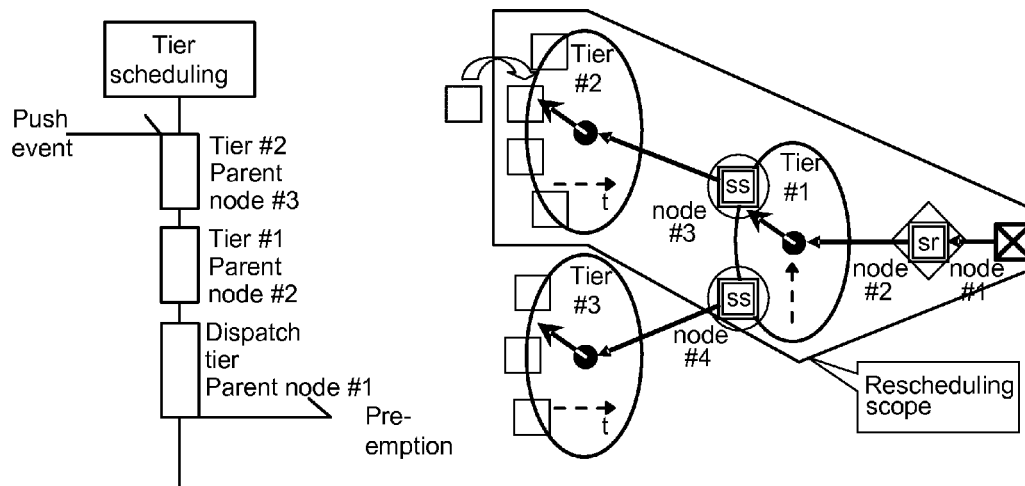 Tier
scheduling
Push
event
Tier #2
Parent
node #3
Tier #1
Parent
node #2
Dispatch
tier
Parent node #1
Pre-
emption
Tier
#2
t
ss
node
#3
Tier
#1
sr
node
#2
node
#1
Tier
#3
t
ss
node
#4
Rescheduling
scope